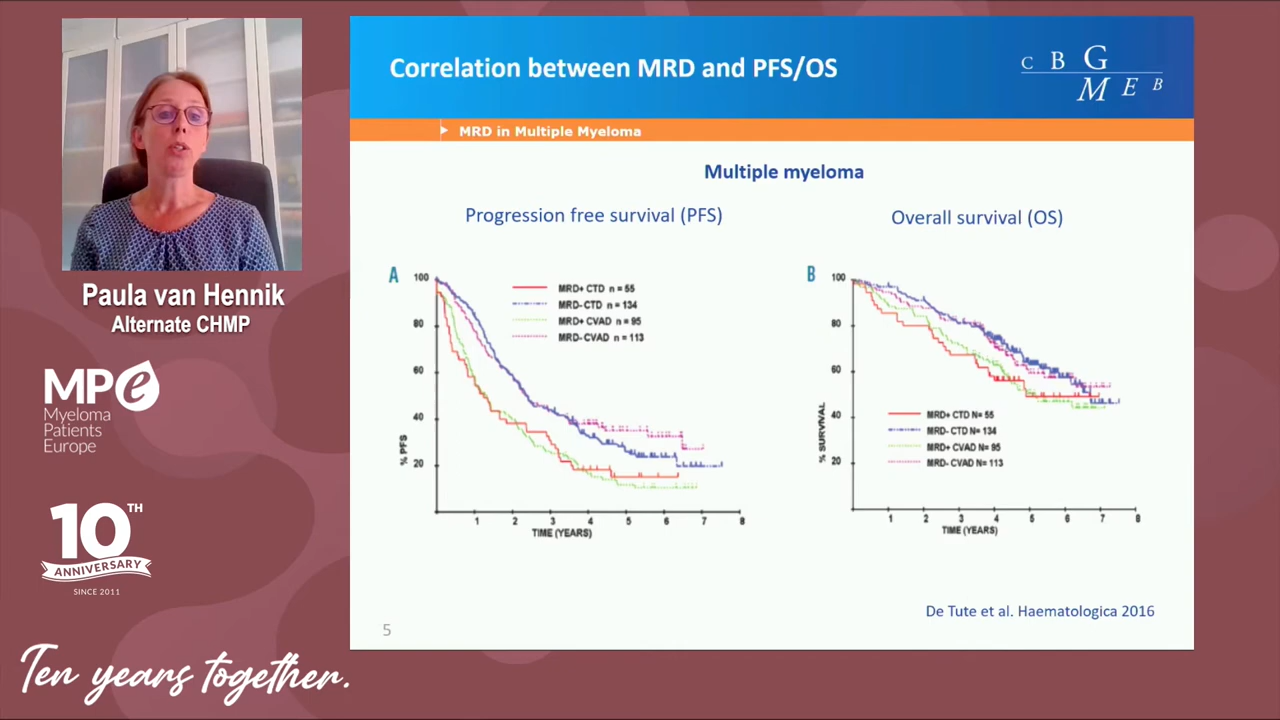 Correlation between MRD and PFS/OS
C B G
M E B
MRD in Multiple Myeloma
Multiple myeloma
Progression free survival (PFS)
Overall survival (OS)
A
100
80
60
40
20
% PFS
MRD+ CTD n = 55
MRD- CTD n = 134
MRD+ CVAD n = 95
MRD- CVAD n = 113
1 2 3 4 5 6 7 8
TIME (YEARS)
B
100
80
60
40
20
% SURVIVAL
MRD+ CTD N= 55
MRD- CTD N= 134
MRD+ CVAD N= 95
MRD- CVAD N= 113
1 2 3 4 5 6 7 8
TIME (YEARS)
De Tute et al. Haematologica 2016
5
Paula van Hennik
Alternate CHMP
MPe
Myeloma
Patients
Europe
10TH
ANNIVERSARY
SINCE 2011
Ten years together.